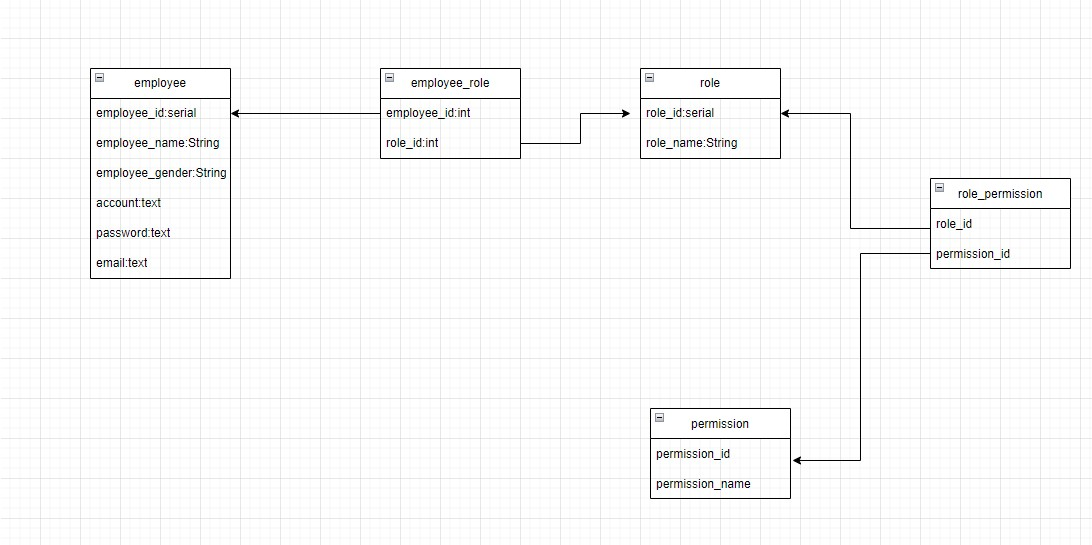 employee
employee_id:serial
employee_name:String
employee_gender:String
account:text
password:text
email:text
employee_role
employee_id:int
role_id:int
role
role_id:serial
role_name:String
role_permission
role_id
permission_id
permission
permission_id
permission_name